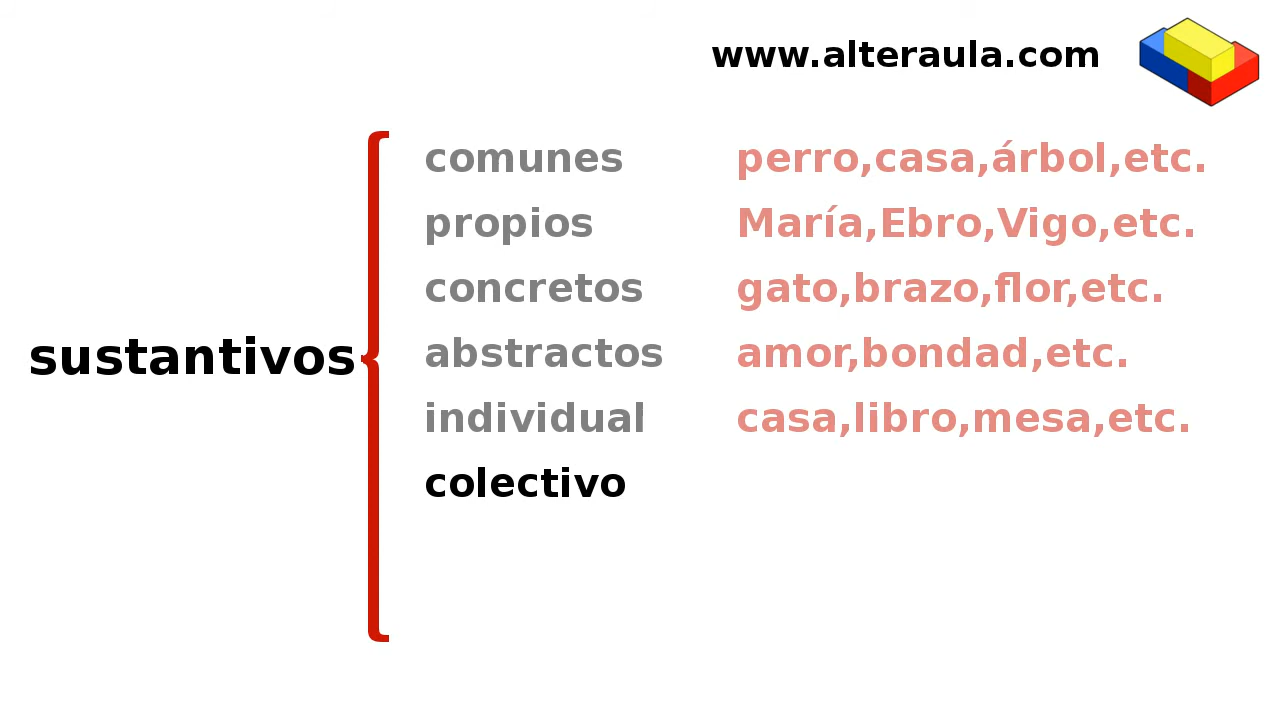 www.alteraula.com
comunes perro,casa,árbol,etc.
propios María,Ebro,Vigo,etc.
concretos gato,brazo,flor,etc.
sustantivos abstractos amor,bondad,etc.
individual casa,libro,mesa,etc.
colectivo